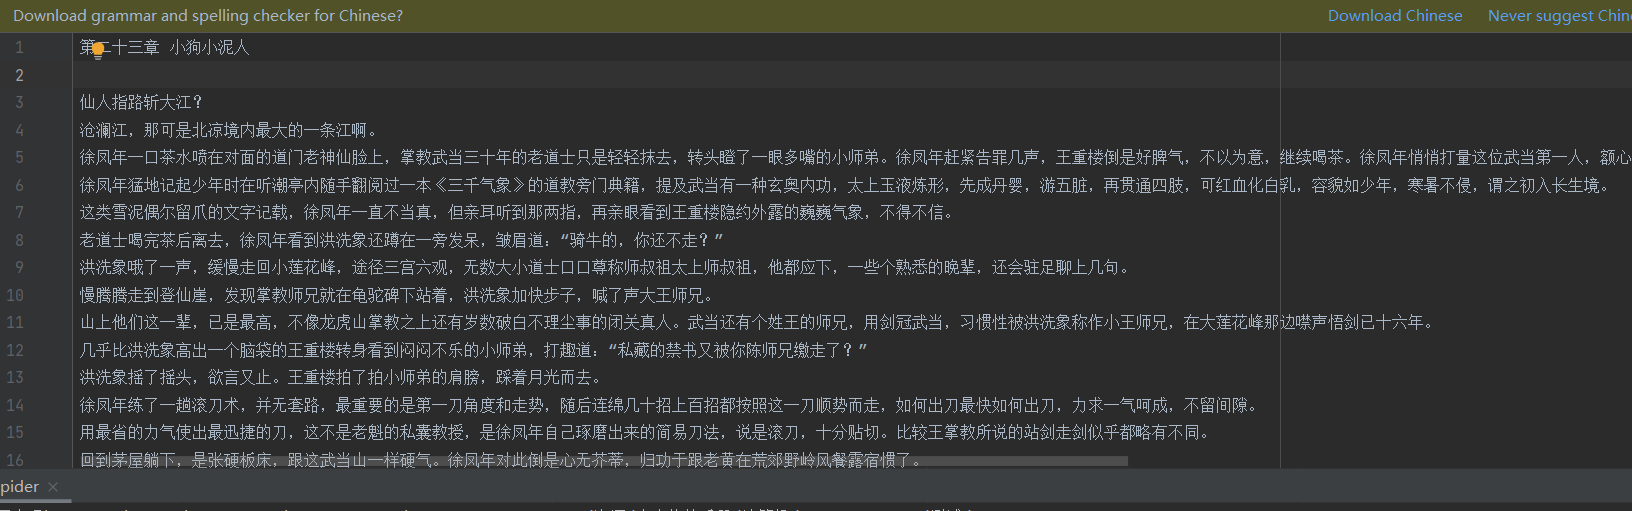 Download grammar and spelling checker for Chinese?
Download Chinese
Never suggest Chin
1 第二十三章 小狗小泥人
2
3 仙人指路斩大江？
4 沧澜江，那可是北凉境内最大的一条江啊。
5 徐凤年一口茶水喷在对面的道门老神仙脸上，掌教武当三十年的老道士只是轻轻抹去，转头瞪了一眼多嘴的小师弟。徐凤年赶紧告罪几声，王重楼倒是好脾气，不以为意，继续喝茶。徐凤年悄悄打量这位武当第一人，额心
6 徐凤年猛地记起少年时在听潮亭内随手翻阅过一本《三千气象》的道教旁门典籍，提及武当有一种玄奥内功，太上玉液炼形，先成丹婴，游五脏，再贯通四肢，可红血化白乳，容貌如少年，寒暑不侵，谓之初入长生境。
7 这类雪泥偶尔留爪的文字记载，徐凤年一直不当真，但亲耳听到那两指，再亲眼看到王重楼隐约外露的巍巍气象，不得不信。
8 老道士喝完茶后离去，徐凤年看到洪洗象还蹲在一旁发呆，皱眉道：“骑牛的，你还不走？”
9 洪洗象哦了一声，缓慢走回小莲花峰，途径三宫六观，无数大小道士口口尊称师叔祖太上师叔祖，他都应下，一些个熟悉的晚辈，还会驻足聊上几句。
10 慢腾腾走到登仙崖，发现掌教师兄就在龟驼碑下站着，洪洗象加快步子，喊了声大王师兄。
11 山上他们这一辈，已是最高，不像龙虎山掌教之上还有岁数破白不理尘事的闭关真人。武当还有个姓王的师兄，用剑冠武当，习惯性被洪洗象称作小王师兄，在大莲花峰那边噤声悟剑已十六年。
12 几乎比洪洗象高出一个脑袋的王重楼转身看到闷闷不乐的小师弟，打趣道：“私藏的禁书又被你陈师兄缴走了？”
13 洪洗象摇了摇头，欲言又止。王重楼拍了拍小师弟的肩膀，踩着月光而去。
14 徐凤年练了一趟滚刀术，并无套路，最重要的是第一刀角度和走势，随后连绵几十招上百招都按照这一刀顺势而走，如何出刀最快如何出刀，力求一气呵成，不留间隙。
15 用最省的力气使出最迅捷的刀，这不是老魁的私囊教授，是徐凤年自己琢磨出来的简易刀法，说是滚刀，十分贴切。比较王掌教所说的站剑走剑似乎都略有不同。
16 回到茅屋躺下，是张硬板床，跟这武当山一样硬气。徐凤年对此倒是心无芥蒂，归功于跟老黄在荒郊野岭风餐露宿惯了。
pider